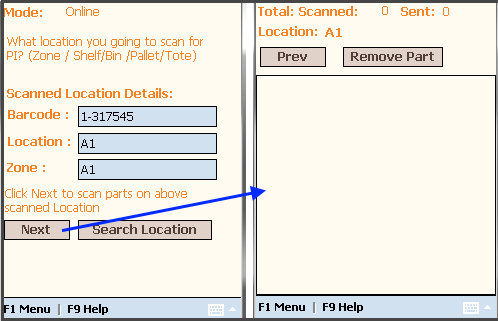 Mode: Online
What location you going to scan for
PI? (Zone / Shelf/Bin /Pallet/Tote)
Scanned Location Details:
Barcode : 1-317545
Location : A1
Zone : A1
Click Next to scan parts on above
scanned Location
Next Search Location
F1 Menu | F9 Help
Total: Scanned: 0 Sent: 0
Location: A1
Prev Remove Part
F1 Menu | F9 Help